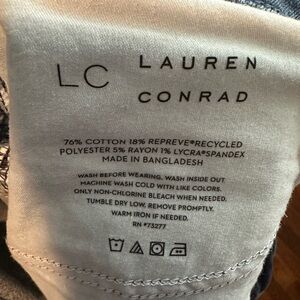 LC LAUREN
CONRAD
76% COTTON 18% REPREVE®RECYCLED
POLYESTER 5% RAYON 1% LYCRA®SPANDEX
MADE IN BANGLADESH
WASH BEFORE WEARING. WASH INSIDE OUT
MACHINE WASH COLD WITH LIKE COLORS.
ONLY NON-CHLORINE BLEACH WHEN NEEDED.
TUMBLE DRY LOW. REMOVE PROMPTLY.
WARM IRON IF NEEDED.
RN #73277